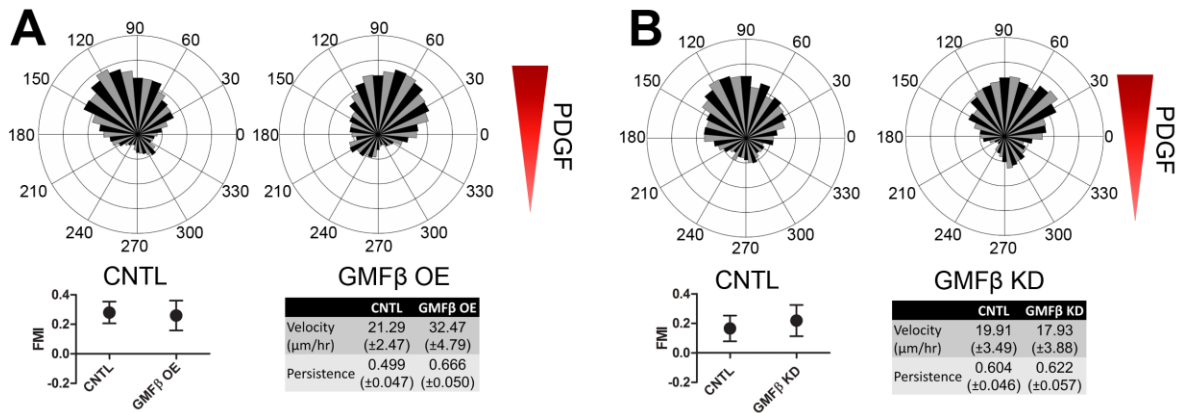 A
90
120
60
150
30
180
0
210
330
240
300
270
CNTL
90
120
60
150
30
180
0
210
330
240
300
270
GMFβ OE
PDGF
0.4
0.2
0.0
-0.2
FMI
CNTL
GMFβ OE
CNTL GMFβ OE
Velocity 21.29 32.47
(µm/hr) (±2.47) (±4.79)
Persistence 0.499 0.666
(±0.047) (±0.050)
B
90
120
60
150
30
180
0
210
330
240
300
270
CNTL
90
120
60
150
30
180
0
210
330
240
300
270
GMFβ KD
PDGF
0.4
0.2
0.0
-0.2
FMI
CNTL
GMFβ KD
CNTL GMFβ KD
Velocity 19.91 17.93
(µm/hr) (±3.49) (±3.88)
Persistence 0.604 0.622
(±0.046) (±0.057)